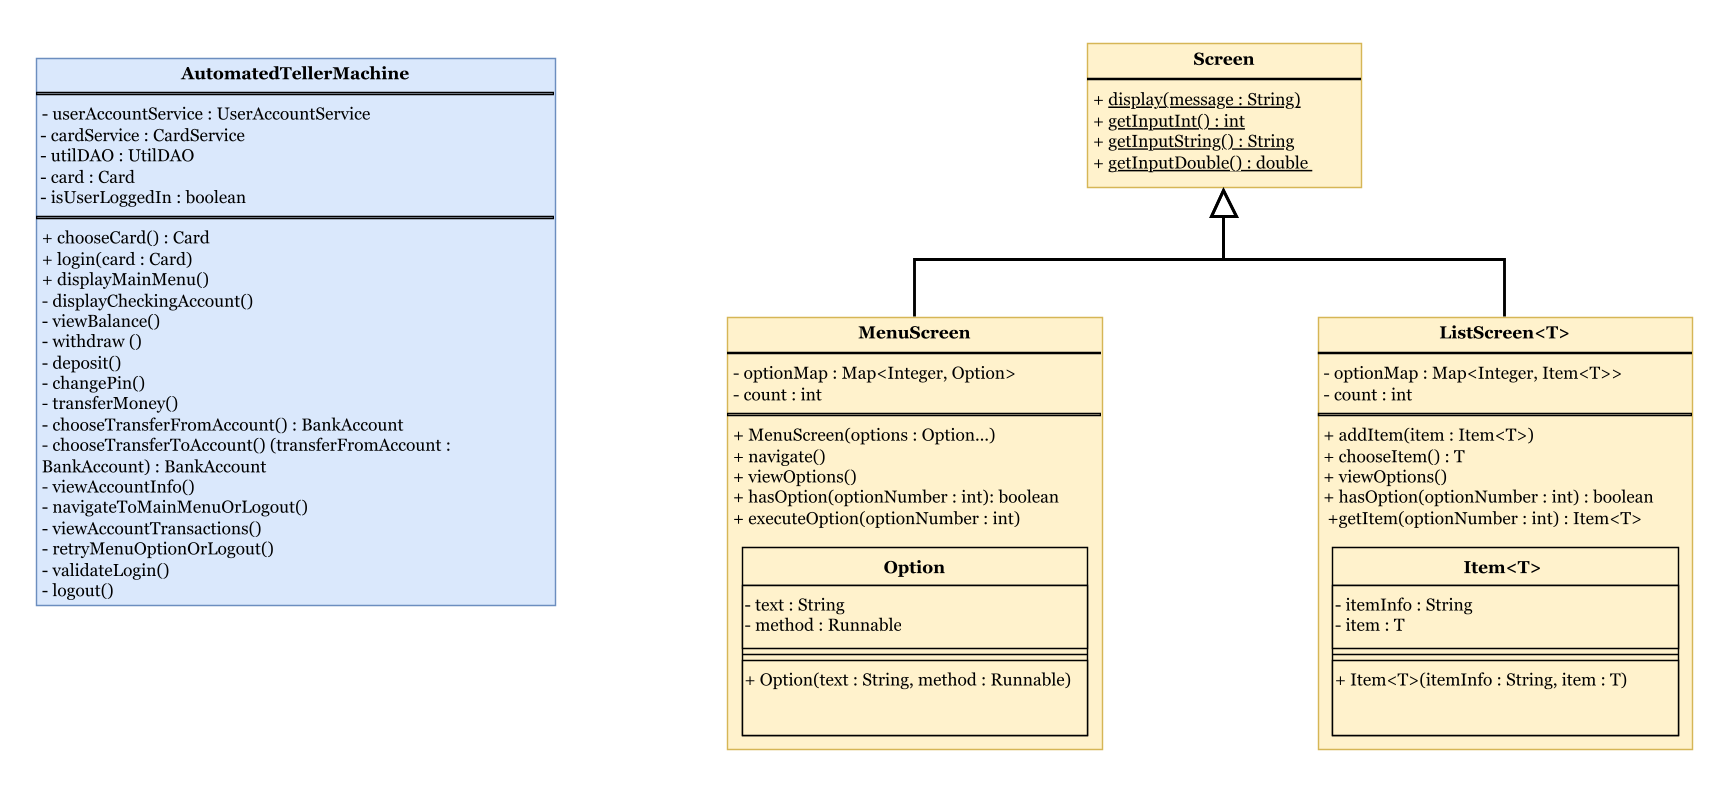 AutomatedTellerMachine
- userAccountService : UserAccountService
- cardService : CardService
- utilDAO : UtilDAO
- card : Card
- isUserLoggedIn : boolean
+ chooseCard() : Card
+ login(card : Card)
+ displayMainMenu()
- displayCheckingAccount()
- viewBalance()
- withdraw ()
- deposit()
- changePin()
- transferMoney()
- chooseTransferFromAccount() : BankAccount
- chooseTransferToAccount() (transferFromAccount :
BankAccount) : BankAccount
- viewAccountInfo()
- navigateToMainMenuOrLogout()
- viewAccountTransactions()
- retryMenuOptionOrLogout()
- validateLogin()
- logout()
Screen
+ display(message : String)
+ getInputInt() : int
+ getInputString() : String
+ getInputDouble() : double
MenuScreen
- optionMap : Map<Integer, Option>
- count : int
+ MenuScreen(options : Option...)
+ navigate()
+ viewOptions()
+ hasOption(optionNumber : int): boolean
+ executeOption(optionNumber : int)
Option
- text : String
- method : Runnable
+ Option(text : String, method : Runnable)
ListScreen<T>
- optionMap : Map<Integer, Item<T>>
- count : int
+ addItem(item : Item<T>)
+ chooseItem() : T
+ viewOptions()
+ hasOption(optionNumber : int) : boolean
+getItem(optionNumber : int) : Item<T>
Item<T>
- itemInfo : String
- item : T
+ Item<T>(itemInfo : String, item : T)